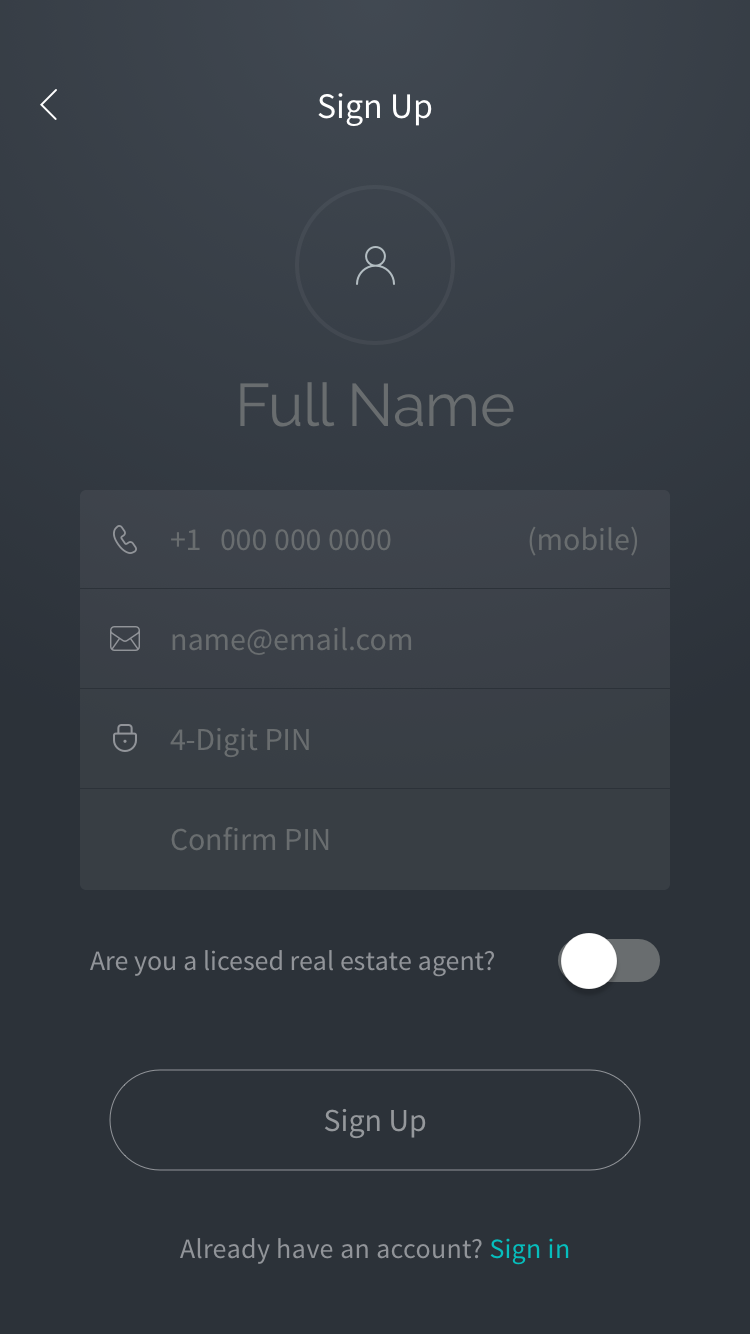 Sign Up
Full Name
+1 000 000 0000 (mobile)
name@email.com
4-Digit PIN
Confirm PIN
Are you a licesed real estate agent?
Sign Up
Already have an account? Sign in